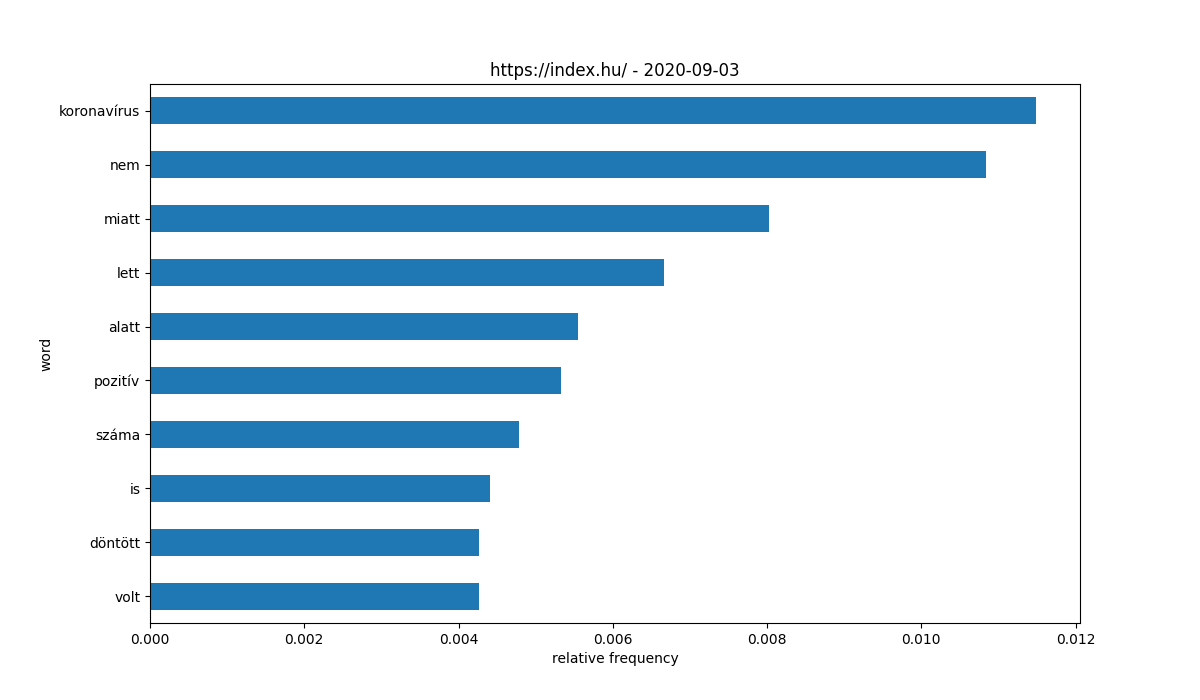 https://index.hu/ - 2020-09-03
word
koronavírus
nem
miatt
lett
alatt
pozitív
száma
is
döntött
volt
0.000 0.002 0.004 0.006 0.008 0.010 0.012
relative frequency